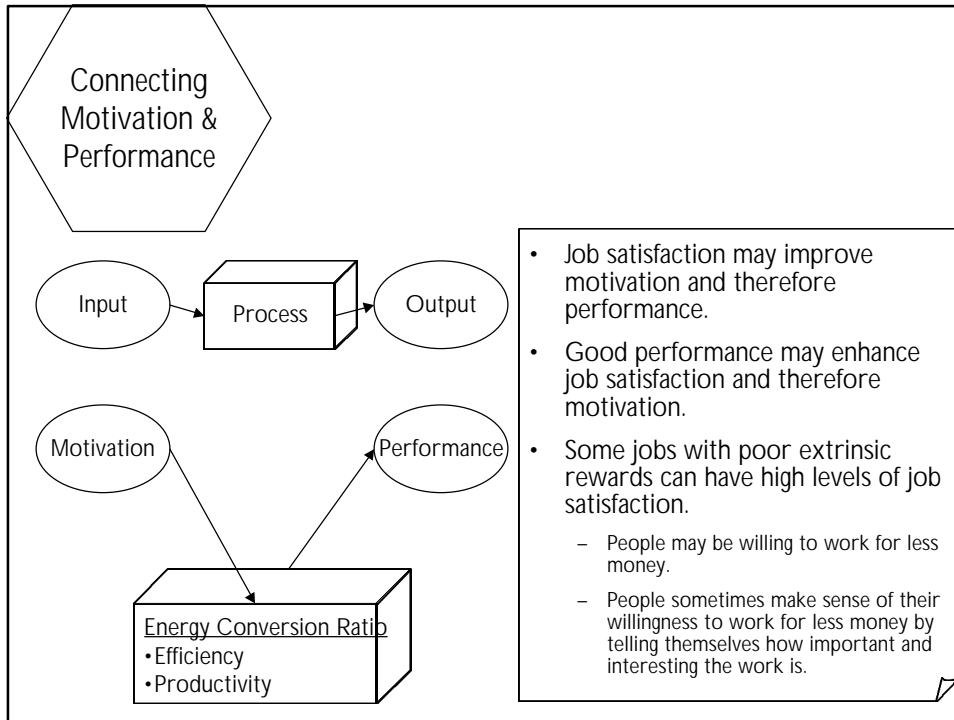 Connecting
Motivation &
Performance
Input
Process
Output
Motivation
Performance
Energy Conversion Ratio
•Efficiency
•Productivity
• Job satisfaction may improve
motivation and therefore
performance.
• Good performance may enhance
job satisfaction and therefore
motivation.
• Some jobs with poor extrinsic
rewards can have high levels of job
satisfaction.
– People may be willing to work for less
money.
– People sometimes make sense of their
willingness to work for less money by
telling themselves how important and
interesting the work is.